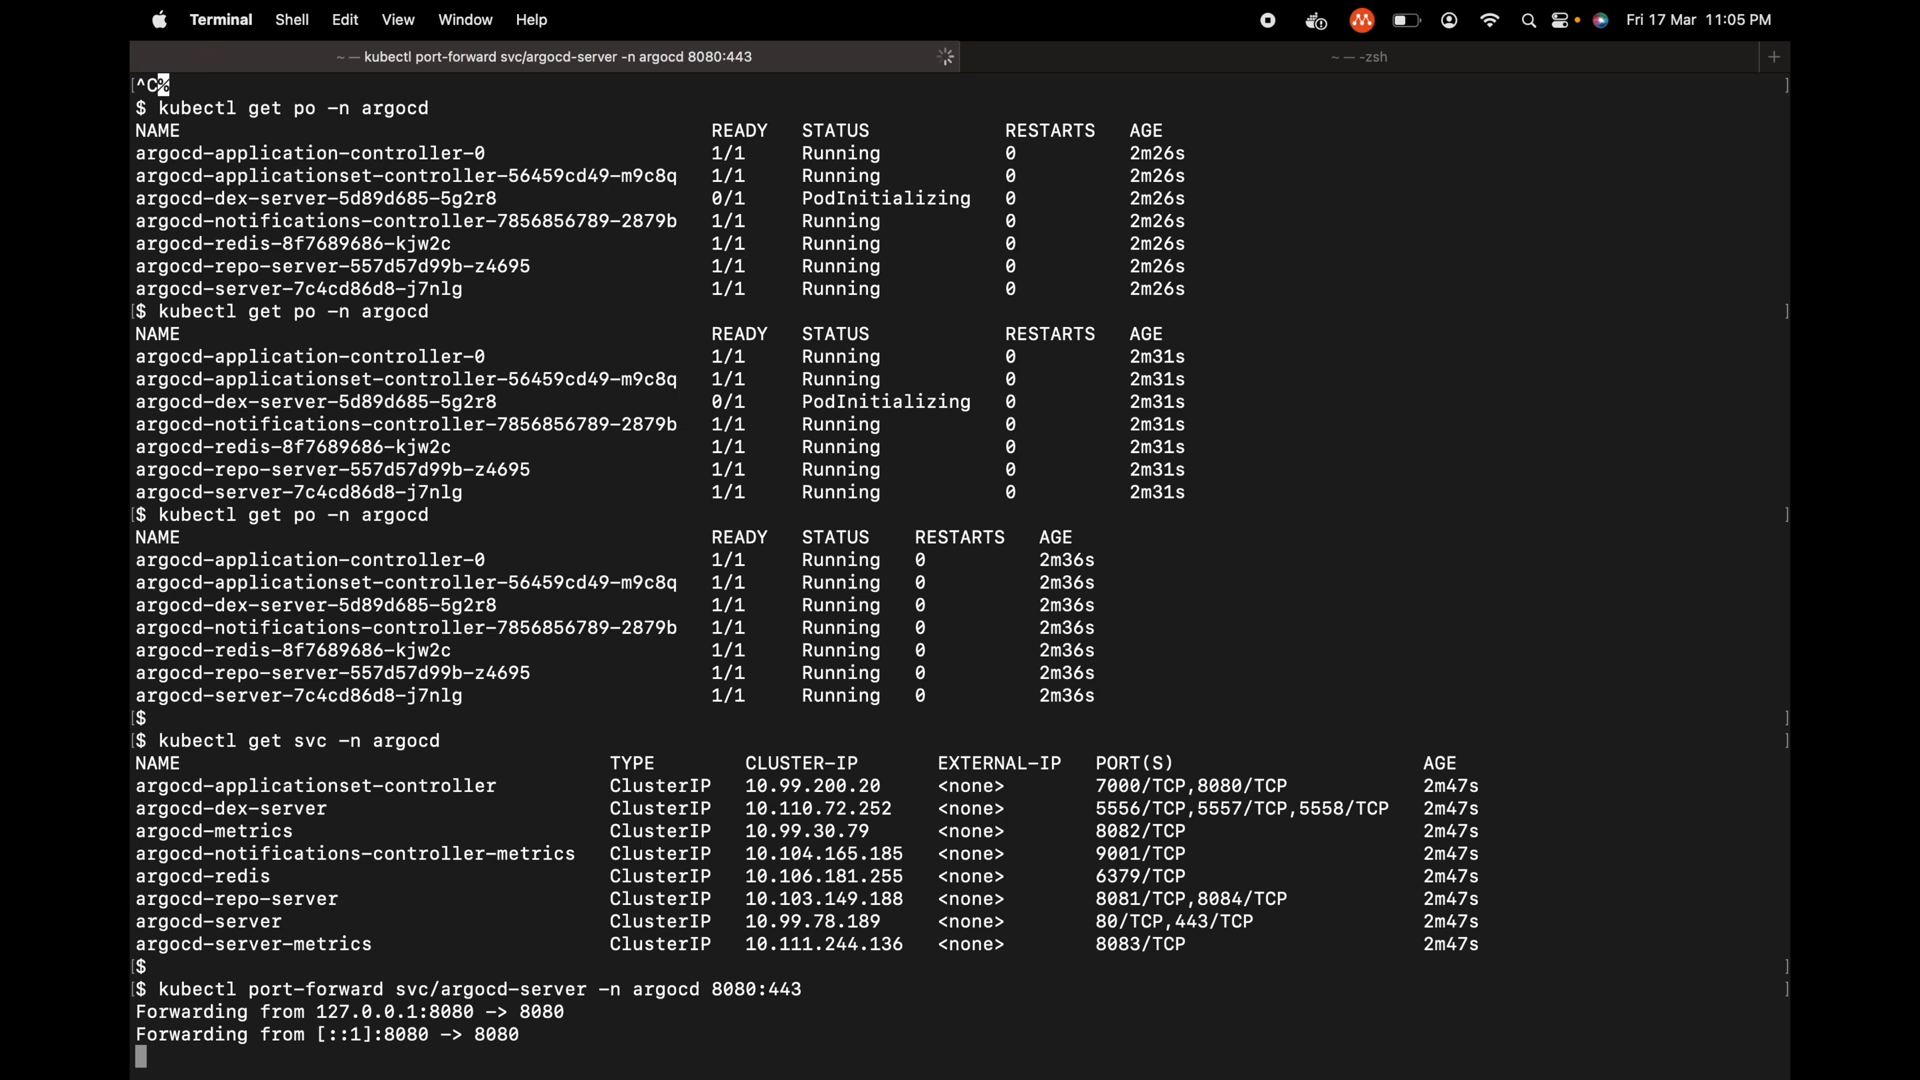 Terminal Shell Edit View Window Help Fri 17 Mar 11:05 PM
~ — kubectl port-forward svc/argocd-server -n argocd 8080:443 ~ — -zsh +
[^C% ]
$ kubectl get po -n argocd
NAME READY STATUS RESTARTS AGE
argocd-application-controller-0 1/1 Running 0 2m26s
argocd-applicationset-controller-56459cd49-m9c8q 1/1 Running 0 2m26s
argocd-dex-server-5d89d685-5g2r8 0/1 PodInitializing 0 2m26s
argocd-notifications-controller-7856856789-2879b 1/1 Running 0 2m26s
argocd-redis-8f7689686-kjw2c 1/1 Running 0 2m26s
argocd-repo-server-557d57d99b-z4695 1/1 Running 0 2m26s
argocd-server-7c4cd86d8-j7nlg 1/1 Running 0 2m26s
[$ kubectl get po -n argocd ]
NAME READY STATUS RESTARTS AGE
argocd-application-controller-0 1/1 Running 0 2m31s
argocd-applicationset-controller-56459cd49-m9c8q 1/1 Running 0 2m31s
argocd-dex-server-5d89d685-5g2r8 0/1 PodInitializing 0 2m31s
argocd-notifications-controller-7856856789-2879b 1/1 Running 0 2m31s
argocd-redis-8f7689686-kjw2c 1/1 Running 0 2m31s
argocd-repo-server-557d57d99b-z4695 1/1 Running 0 2m31s
argocd-server-7c4cd86d8-j7nlg 1/1 Running 0 2m31s
[$ kubectl get po -n argocd ]
NAME READY STATUS RESTARTS AGE
argocd-application-controller-0 1/1 Running 0 2m36s
argocd-applicationset-controller-56459cd49-m9c8q 1/1 Running 0 2m36s
argocd-dex-server-5d89d685-5g2r8 1/1 Running 0 2m36s
argocd-notifications-controller-7856856789-2879b 1/1 Running 0 2m36s
argocd-redis-8f7689686-kjw2c 1/1 Running 0 2m36s
argocd-repo-server-557d57d99b-z4695 1/1 Running 0 2m36s
argocd-server-7c4cd86d8-j7nlg 1/1 Running 0 2m36s
[$ ]
[$ kubectl get svc -n argocd ]
NAME TYPE CLUSTER-IP EXTERNAL-IP PORT(S) AGE
argocd-applicationset-controller ClusterIP 10.99.200.20 <none> 7000/TCP,8080/TCP 2m47s
argocd-dex-server ClusterIP 10.110.72.252 <none> 5556/TCP,5557/TCP,5558/TCP 2m47s
argocd-metrics ClusterIP 10.99.30.79 <none> 8082/TCP 2m47s
argocd-notifications-controller-metrics ClusterIP 10.104.165.185 <none> 9001/TCP 2m47s
argocd-redis ClusterIP 10.106.181.255 <none> 6379/TCP 2m47s
argocd-repo-server ClusterIP 10.103.149.188 <none> 8081/TCP,8084/TCP 2m47s
argocd-server ClusterIP 10.99.78.189 <none> 80/TCP,443/TCP 2m47s
argocd-server-metrics ClusterIP 10.111.244.136 <none> 8083/TCP 2m47s
[$ ]
[$ kubectl port-forward svc/argocd-server -n argocd 8080:443 ]
Forwarding from 127.0.0.1:8080 -> 8080
Forwarding from [::1]:8080 -> 8080